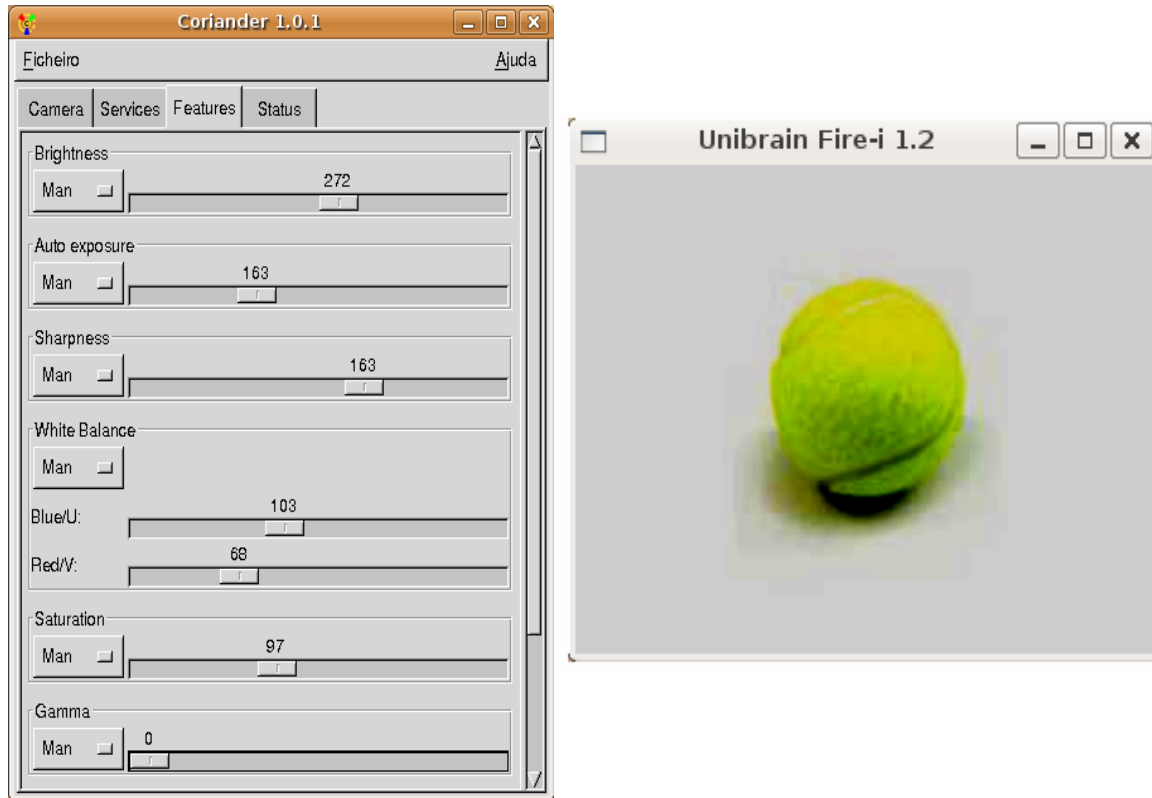 Coriander 1.0.1
Ficheiro Ajuda
Camera Services Features Status
Brightness
Man 272
Auto exposure
Man 163
Sharpness
Man 163
White Balance
Man
Blue/U: 103
Red/V: 68
Saturation
Man 97
Gamma
Man 0
Unibrain Fire-i 1.2